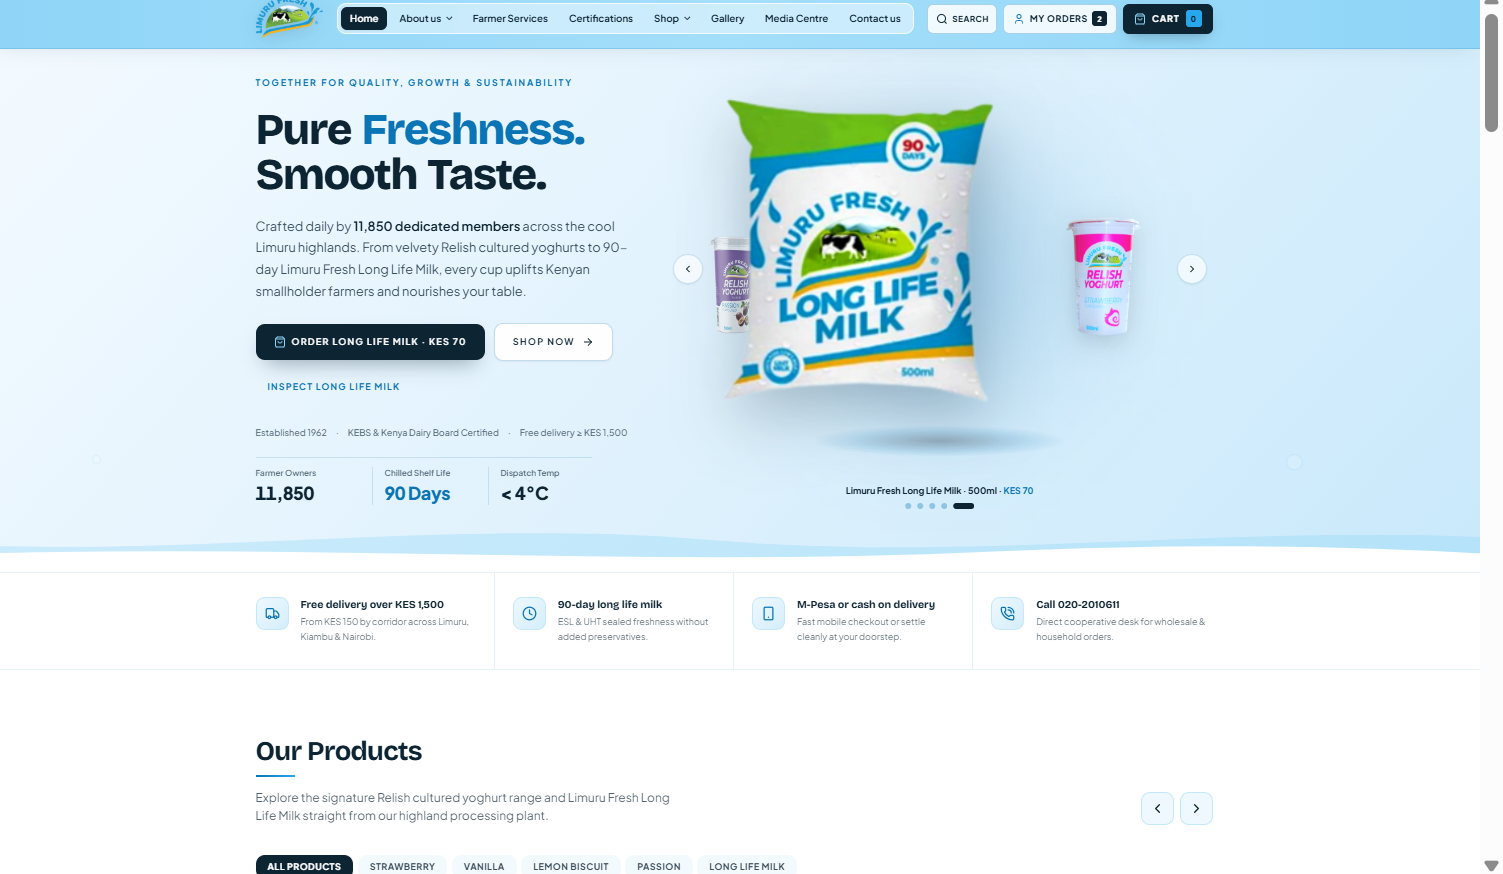 LIMURU FRESH
Home
About us
Farmer Services
Certifications
Shop
Gallery
Media Centre
Contact us
SEARCH
MY ORDERS 2
CART 0
TOGETHER FOR QUALITY, GROWTH & SUSTAINABILITY
Pure Freshness.
Smooth Taste.
Crafted daily by 11,850 dedicated members across the cool
Limuru highlands. From velvety Relish cultured yoghurts to 90–
day Limuru Fresh Long Life Milk, every cup uplifts Kenyan
smallholder farmers and nourishes your table.
ORDER LONG LIFE MILK · KES 70
SHOP NOW
INSPECT LONG LIFE MILK
Established 1962 · KEBS & Kenya Dairy Board Certified · Free delivery ≥ KES 1,500
Farmer Owners
11,850
Chilled Shelf Life
90 Days
Dispatch Temp
< 4°C
RELISH
YOGHURT
PASSION
90
DAYS
LIMURU FRESH
LONG LIFE
MILK
500ml
RELISH
YOGHURT
STRAWBERRY
Limuru Fresh Long Life Milk · 500ml · KES 70
Free delivery over KES 1,500
From KES 150 by corridor across Limuru,
Kiambu & Nairobi.
90-day long life milk
ESL & UHT sealed freshness without
added preservatives.
M-Pesa or cash on delivery
Fast mobile checkout or settle
cleanly at your doorstep.
Call 020-2010611
Direct cooperative desk for wholesale &
household orders.
Our Products
Explore the signature Relish cultured yoghurt range and Limuru Fresh Long
Life Milk straight from our highland processing plant.
ALL PRODUCTS
STRAWBERRY
VANILLA
LEMON BISCUIT
PASSION
LONG LIFE MILK